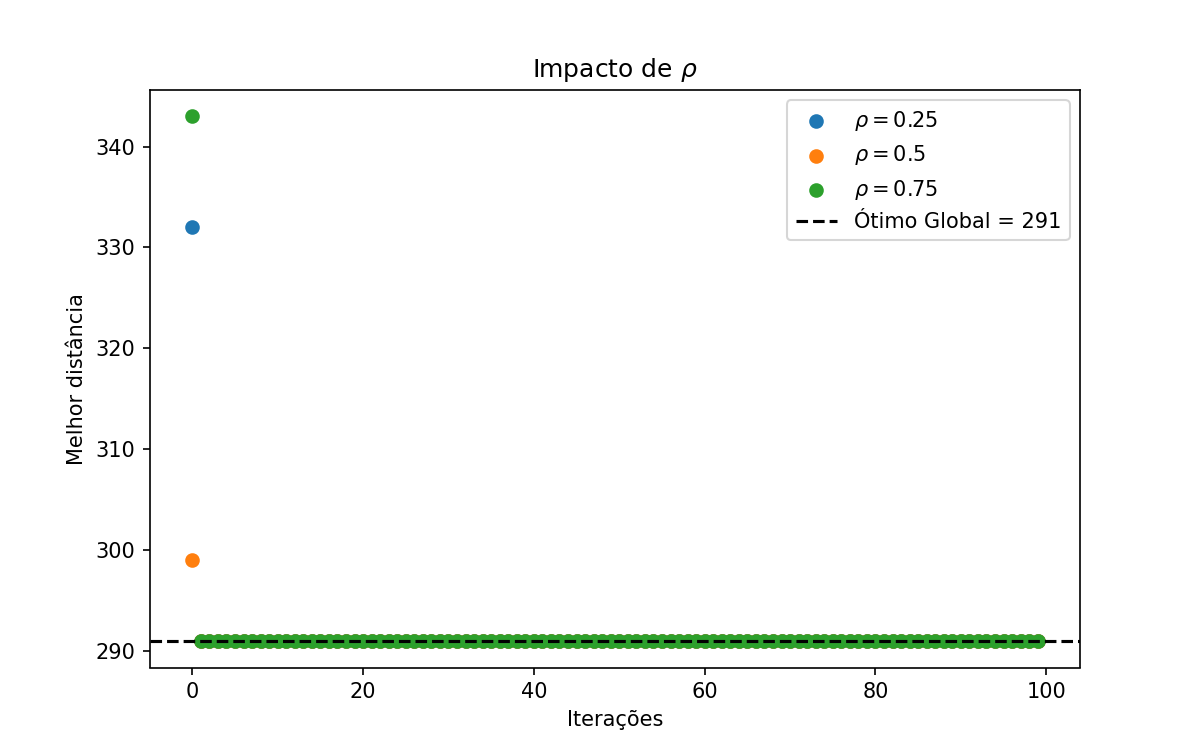 Impacto de ρ
ρ = 0.25
ρ = 0.5
ρ = 0.75
Ótimo Global = 291
Melhor distância
340
330
320
310
300
290
0 20 40 60 80 100
Iterações